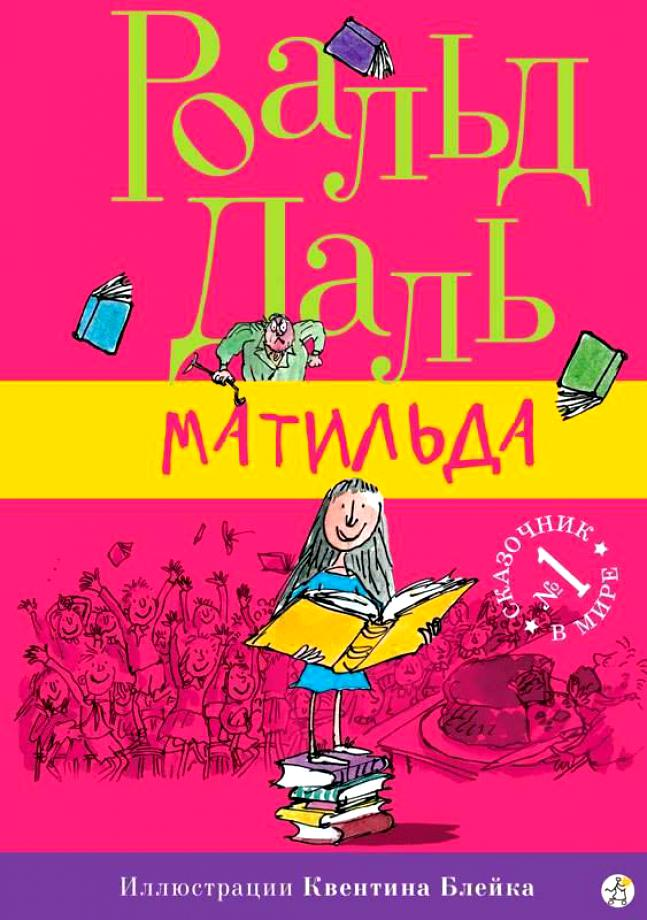 Роальд
Даль
МАТИЛЬДА
СКАЗОЧНИК
№1
В МИРЕ
Иллюстрации Квентина Блейка